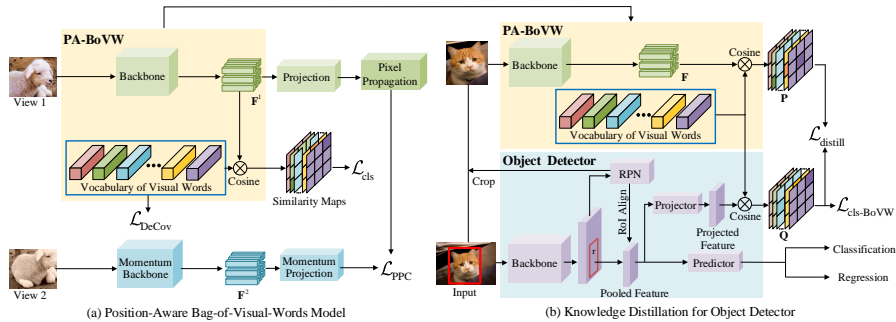 PA-BoVW
View 1
Backbone
F¹
Projection
Pixel
Propagation
Vocabulary of Visual Words
Cosine
Similarity Maps
ℒcls
ℒDeCov
View 2
Momentum
Backbone
F²
Momentum
Projection
ℒPPC
(a) Position-Aware Bag-of-Visual-Words Model
PA-BoVW
Backbone
F
Cosine
P
Vocabulary of Visual Words
ℒdistill
Object Detector
Crop
RPN
RoI Align
Projector
Projected
Feature
Cosine
Q
ℒcls-BoVW
Input
Backbone
r
Pooled Feature
Predictor
Classification
Regression
(b) Knowledge Distillation for Object Detector